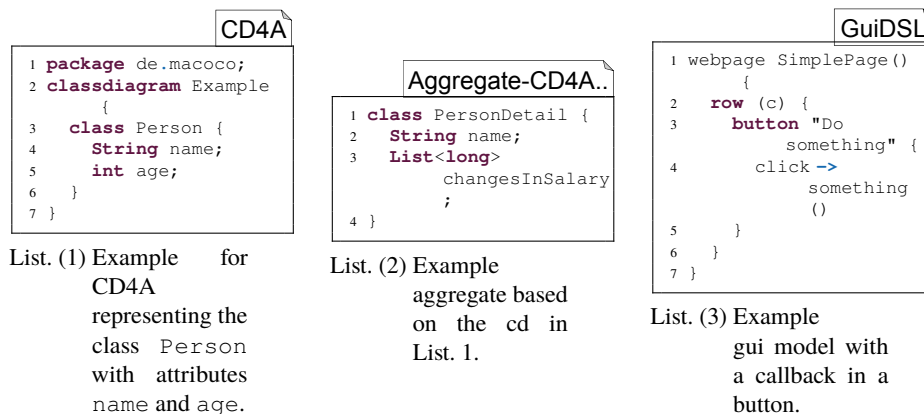 CD4A
1 package de.macoco;
2 classdiagram Example
{
3 class Person {
4 String name;
5 int age;
6 }
7 }
List. (1) Example for
CD4A
representing the
class Person
with attributes
name and age.
Aggregate-CD4A..
1 class PersonDetail {
2 String name;
3 List<long>
changesInSalary
;
4 }
List. (2) Example
aggregate based
on the cd in
List. 1.
GuiDSL
1 webpage SimplePage()
{
2 row (c) {
3 button "Do
something" {
4 click ->
something
()
5 }
6 }
7 }
List. (3) Example
gui model with
a callback in a
button.